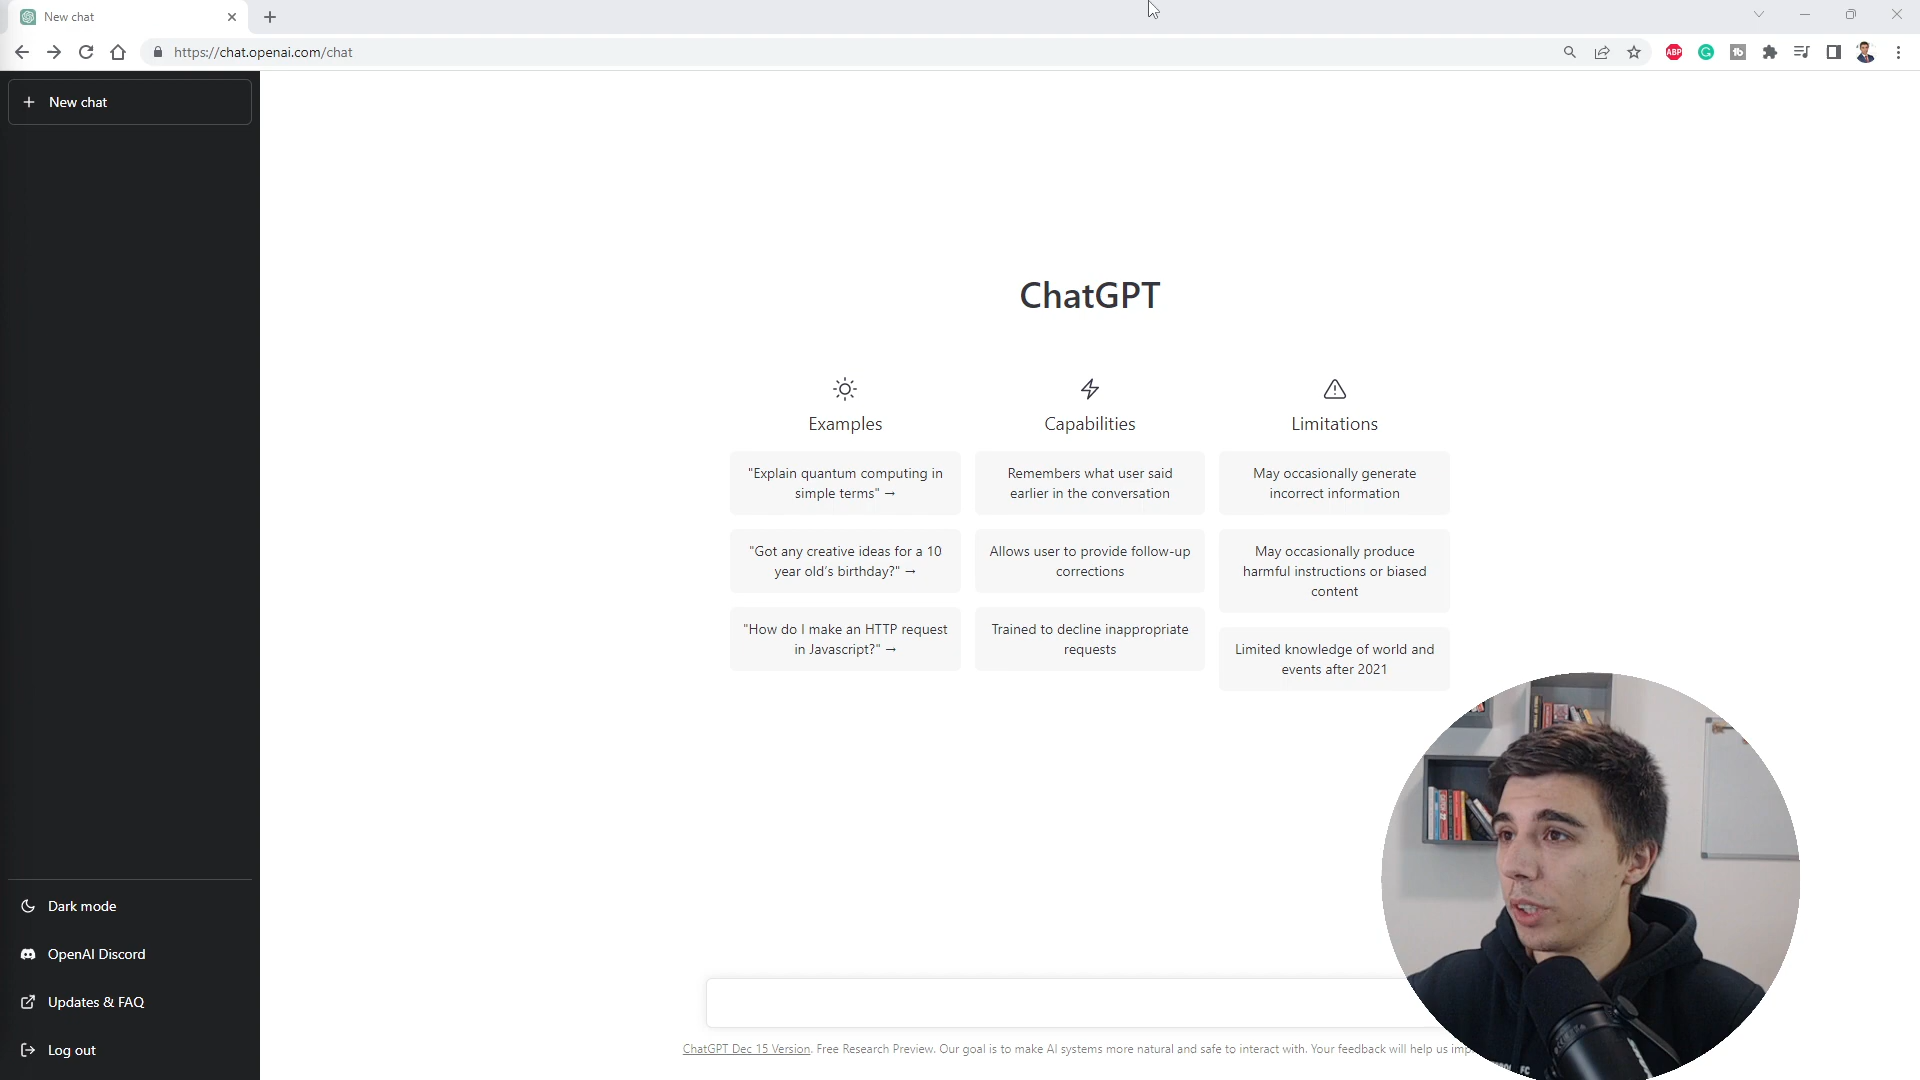 New chat
https://chat.openai.com/chat
ABP
New chat
ChatGPT
Examples
Capabilities
Limitations
"Explain quantum computing in
simple terms" →
Remembers what user said
earlier in the conversation
May occasionally generate
incorrect information
"Got any creative ideas for a 10
year old's birthday?" →
Allows user to provide follow-up
corrections
May occasionally produce
harmful instructions or biased
content
"How do I make an HTTP request
in Javascript?" →
Trained to decline inappropriate
requests
Limited knowledge of world and
events after 2021
Dark mode
OpenAI Discord
Updates & FAQ
Log out
ChatGPT Dec 15 Version. Free Research Preview. Our goal is to make AI systems more natural and safe to interact with. Your feedback will help us imp
FC